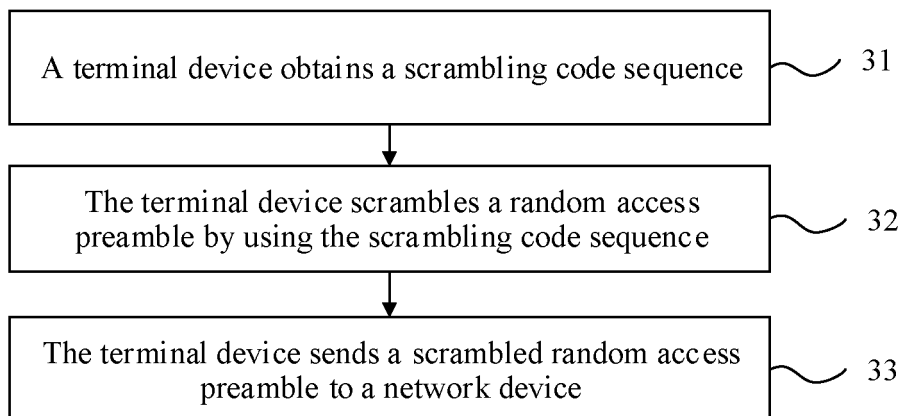 A terminal device obtains a scrambling code sequence
31
The terminal device scrambles a random access
preamble by using the scrambling code sequence
32
The terminal device sends a scrambled random access
preamble to a network device
33